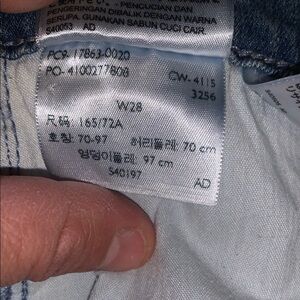 PENGERINGAN DIBALIK DENGAN WARNA
SERUPA. GUNAKAN SABUN CUCI CAIR.
540053 AD
PC9- 17863-0020
PO- 4100277808 CW- 4115
3256
W28
尺码: 165/72A
호칭: 70-97 허리둘레: 70 cm
엉덩이둘레: 97 cm
S40197 AD